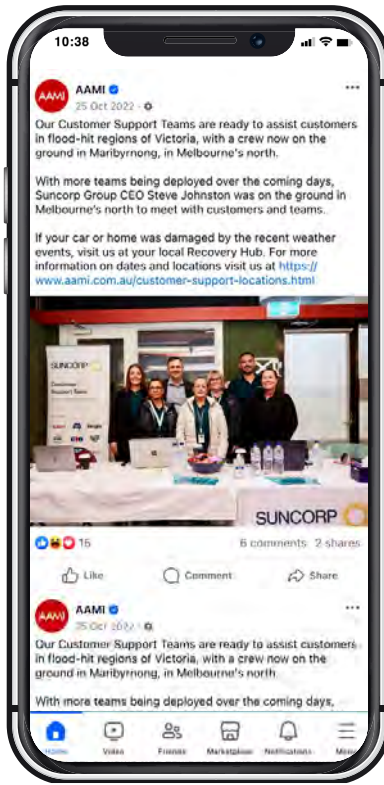 10:38
AAMI
AAMI
25 Oct 2022
Our Customer Support Teams are ready to assist customers
in flood-hit regions of Victoria, with a crew now on the
ground in Maribyrnong, in Melbourne's north.
With more teams being deployed over the coming days,
Suncorp Group CEO Steve Johnston was on the ground in
Melbourne's north to meet with customers and teams.
If your car or home was damaged by the recent weather
events, visit us at your local Recovery Hub. For more
information on dates and locations visit us at https://
www.aami.com.au/customer-support-locations.html
SUNCORP
Customer
Support Team
SUNCORP
15
6 comments 2 shares
Like
Comment
Share
AAMI
AAMI
25 Oct 2022
Our Customer Support Teams are ready to assist customers
in flood-hit regions of Victoria, with a crew now on the
ground in Maribyrnong, in Melbourne's north.
With more teams being deployed over the coming days,
Home
Video
Friends
Marketplace
Notifications
Menu